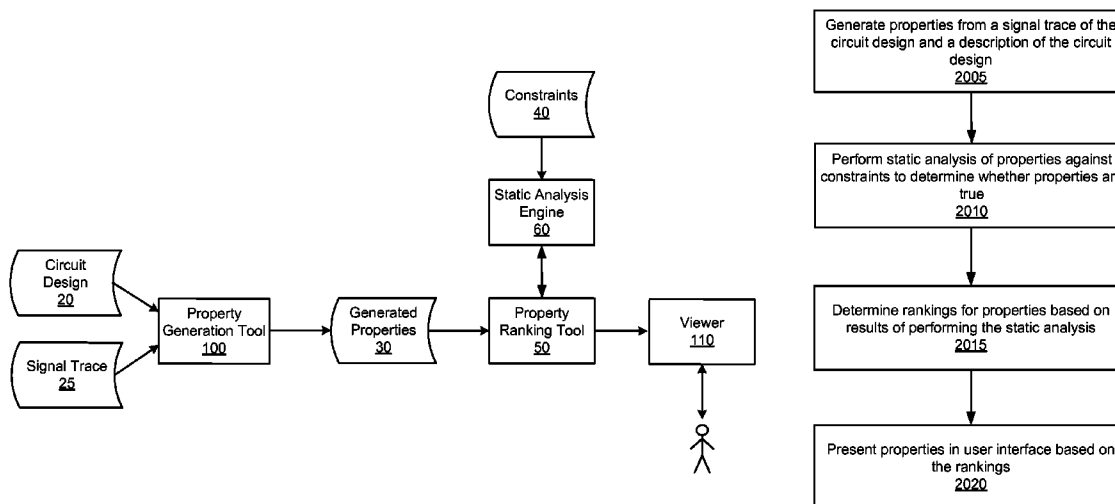 Constraints
40
Static Analysis
Engine
60
Circuit
Design
20
Signal Trace
25
Property
Generation Tool
100
Generated
Properties
30
Property
Ranking Tool
50
Viewer
110
Generate properties from a signal trace of the
circuit design and a description of the circuit
design
2005
Perform static analysis of properties against
constraints to determine whether properties ar
true
2010
Determine rankings for properties based on
results of performing the static analysis
2015
Present properties in user interface based on
the rankings
2020